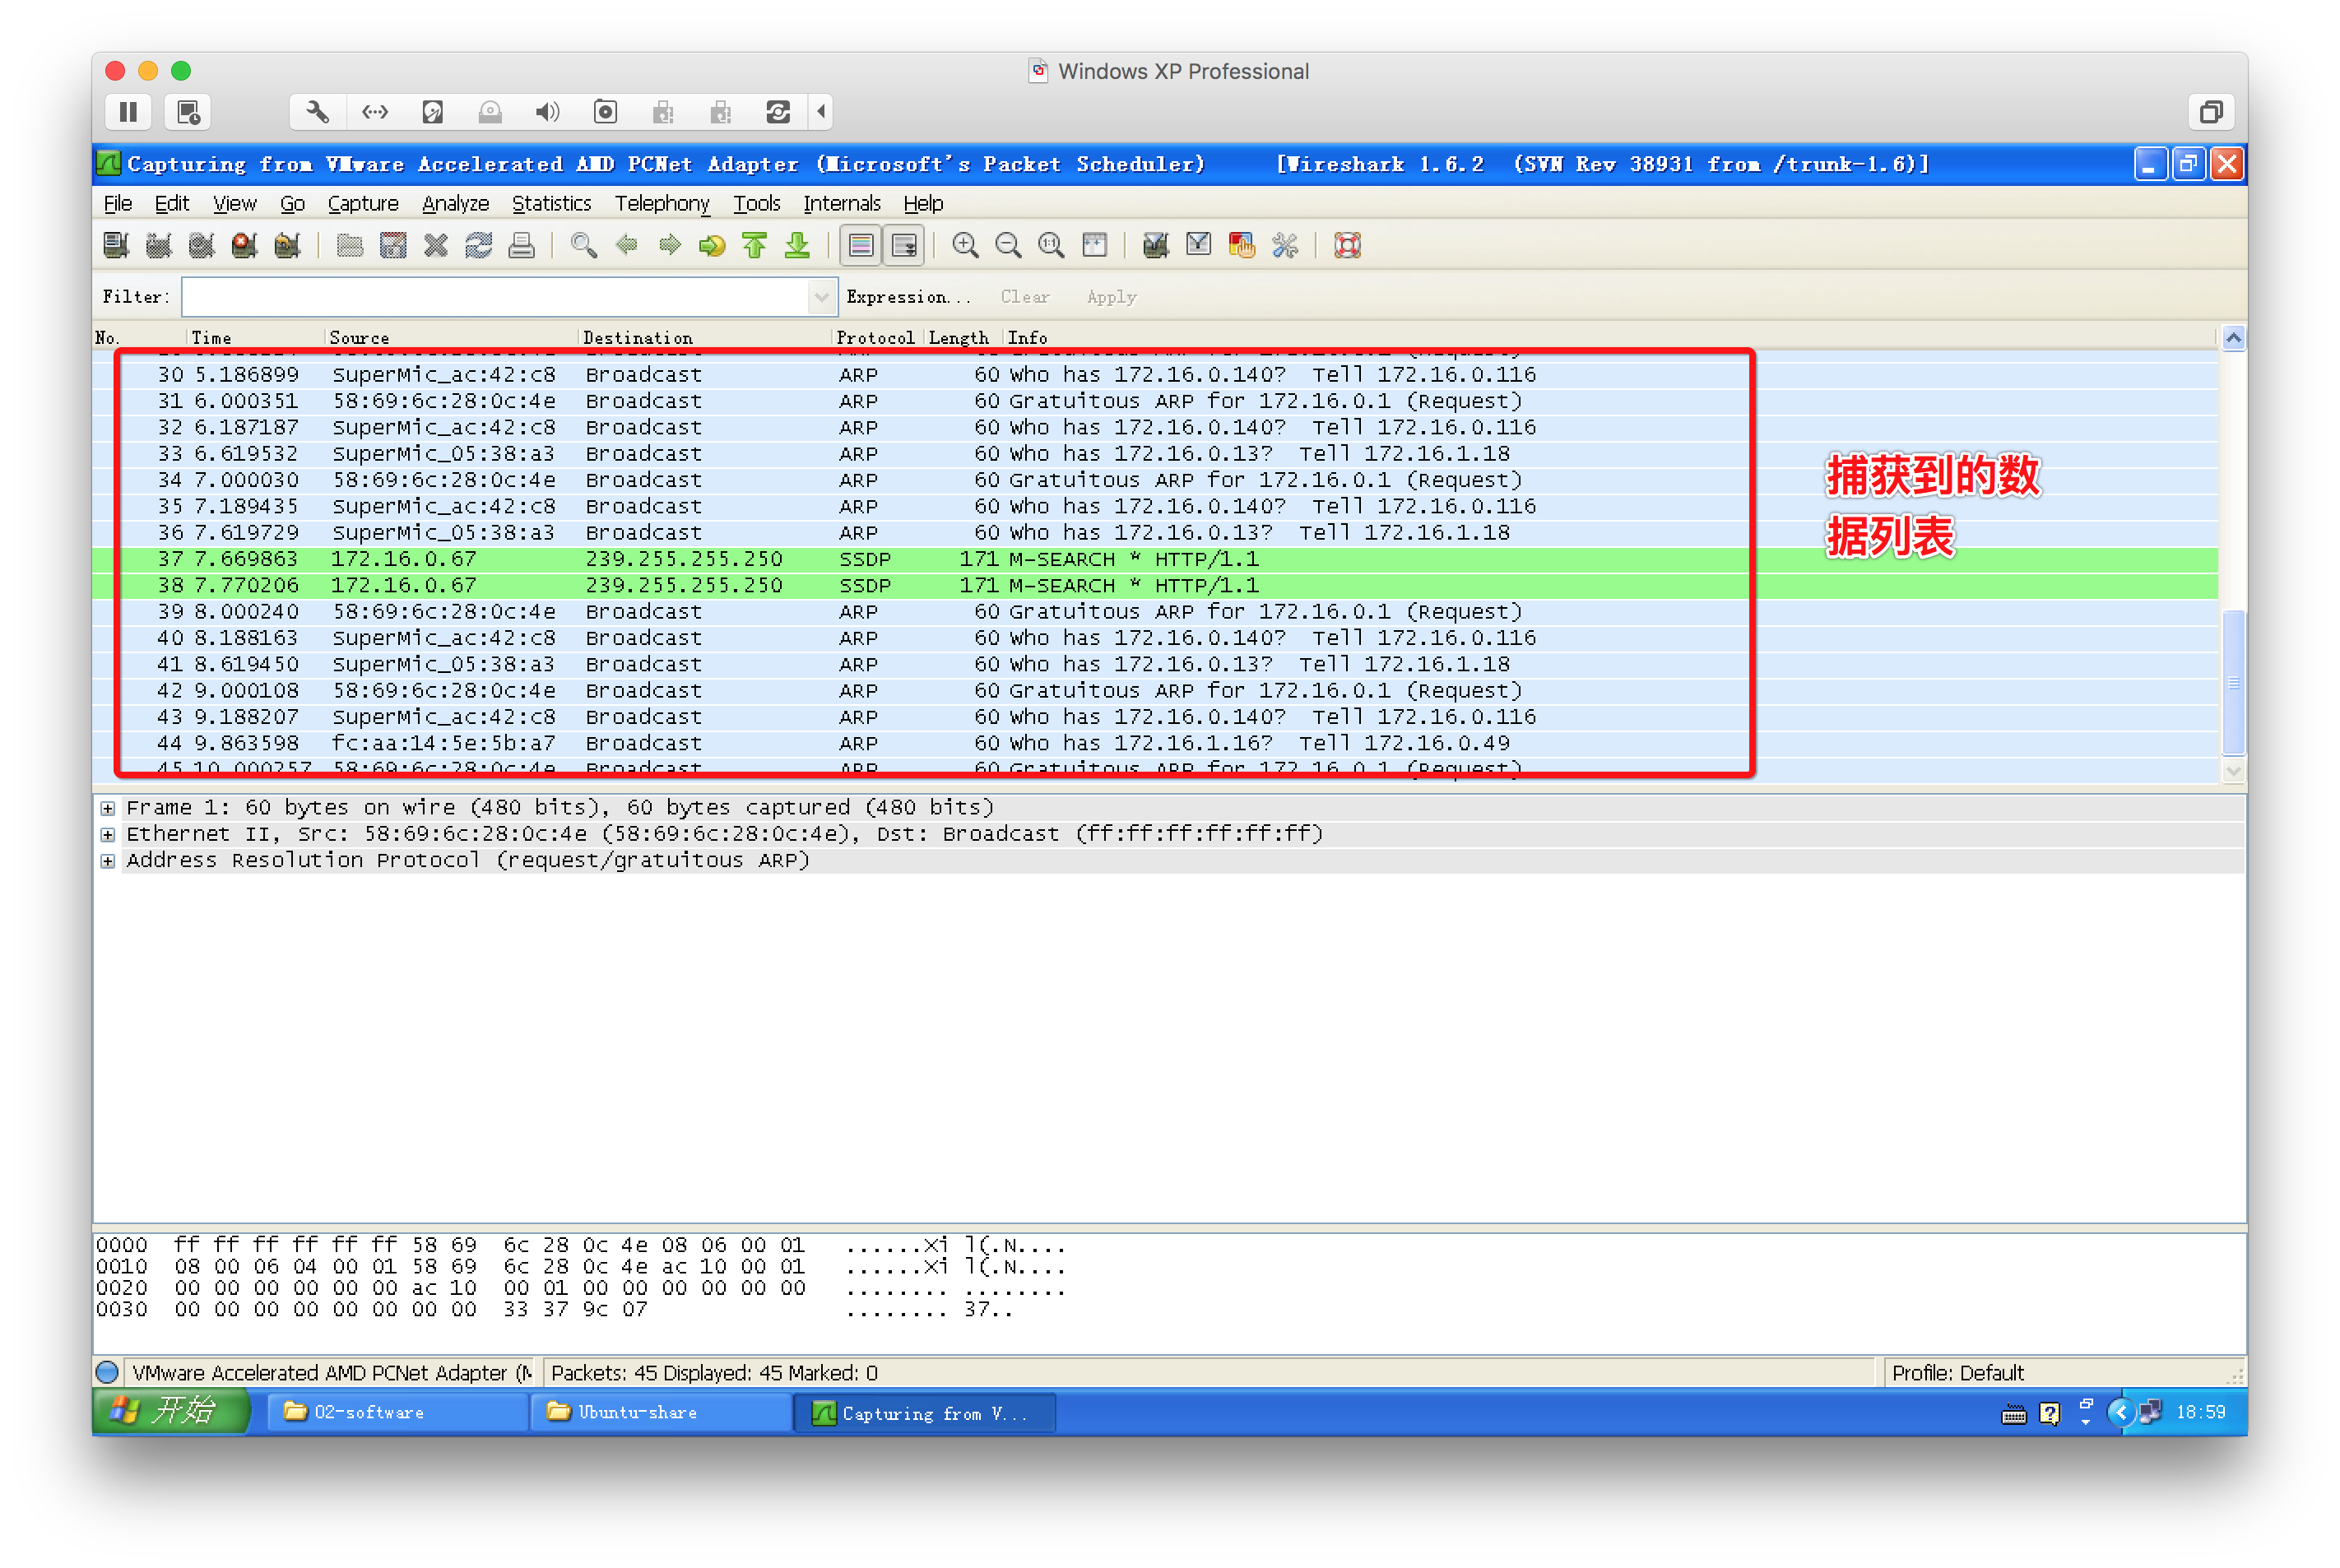 Windows XP Professional
Capturing from VMware Accelerated AMD PCNet Adapter (Microsoft's Packet Scheduler) [Wireshark 1.6.2 (SVN Rev 38931 from /trunk-1.6)]
File Edit View Go Capture Analyze Statistics Telephony Tools Internals Help
Filter: Expression... Clear Apply
No. Time Source Destination Protocol Length Info
30 5.186899 SuperMic_ac:42:c8 Broadcast ARP 60 Who has 172.16.0.140? Tell 172.16.0.116
31 6.000351 58:69:6c:28:0c:4e Broadcast ARP 60 Gratuitous ARP for 172.16.0.1 (Request)
32 6.187187 SuperMic_ac:42:c8 Broadcast ARP 60 Who has 172.16.0.140? Tell 172.16.0.116
33 6.619532 SuperMic_05:38:a3 Broadcast ARP 60 Who has 172.16.0.13? Tell 172.16.1.18
34 7.000030 58:69:6c:28:0c:4e Broadcast ARP 60 Gratuitous ARP for 172.16.0.1 (Request)
35 7.189435 SuperMic_ac:42:c8 Broadcast ARP 60 Who has 172.16.0.140? Tell 172.16.0.116
36 7.619729 SuperMic_05:38:a3 Broadcast ARP 60 Who has 172.16.0.13? Tell 172.16.1.18
37 7.669863 172.16.0.67 239.255.255.250 SSDP 171 M-SEARCH * HTTP/1.1
38 7.770206 172.16.0.67 239.255.255.250 SSDP 171 M-SEARCH * HTTP/1.1
39 8.000240 58:69:6c:28:0c:4e Broadcast ARP 60 Gratuitous ARP for 172.16.0.1 (Request)
40 8.188163 SuperMic_ac:42:c8 Broadcast ARP 60 Who has 172.16.0.140? Tell 172.16.0.116
41 8.619450 SuperMic_05:38:a3 Broadcast ARP 60 Who has 172.16.0.13? Tell 172.16.1.18
42 9.000108 58:69:6c:28:0c:4e Broadcast ARP 60 Gratuitous ARP for 172.16.0.1 (Request)
43 9.188207 SuperMic_ac:42:c8 Broadcast ARP 60 Who has 172.16.0.140? Tell 172.16.0.116
44 9.863598 fc:aa:14:5e:5b:a7 Broadcast ARP 60 Who has 172.16.1.16? Tell 172.16.0.49
45 10.000257 58:69:6c:28:0c:4e Broadcast ARP 60 Gratuitous ARP for 172.16.0.1 (Request)
捕获到的数
据列表
Frame 1: 60 bytes on wire (480 bits), 60 bytes captured (480 bits)
Ethernet II, Src: 58:69:6c:28:0c:4e (58:69:6c:28:0c:4e), Dst: Broadcast (ff:ff:ff:ff:ff:ff)
Address Resolution Protocol (request/gratuitous ARP)
0000 ff ff ff ff ff ff 58 69 6c 28 0c 4e 08 06 00 01 ......Xi l(.N....
0010 08 00 06 04 00 01 58 69 6c 28 0c 4e ac 10 00 01 ......Xi l(.N....
0020 00 00 00 00 00 00 ac 10 00 01 00 00 00 00 00 00 ........ ........
0030 00 00 00 00 00 00 00 00 33 37 9c 07 ........ 37..
VMware Accelerated AMD PCNet Adapter (M Packets: 45 Displayed: 45 Marked: 0 Profile: Default
开始 02-software Ubuntu-share Capturing from V... 18:59